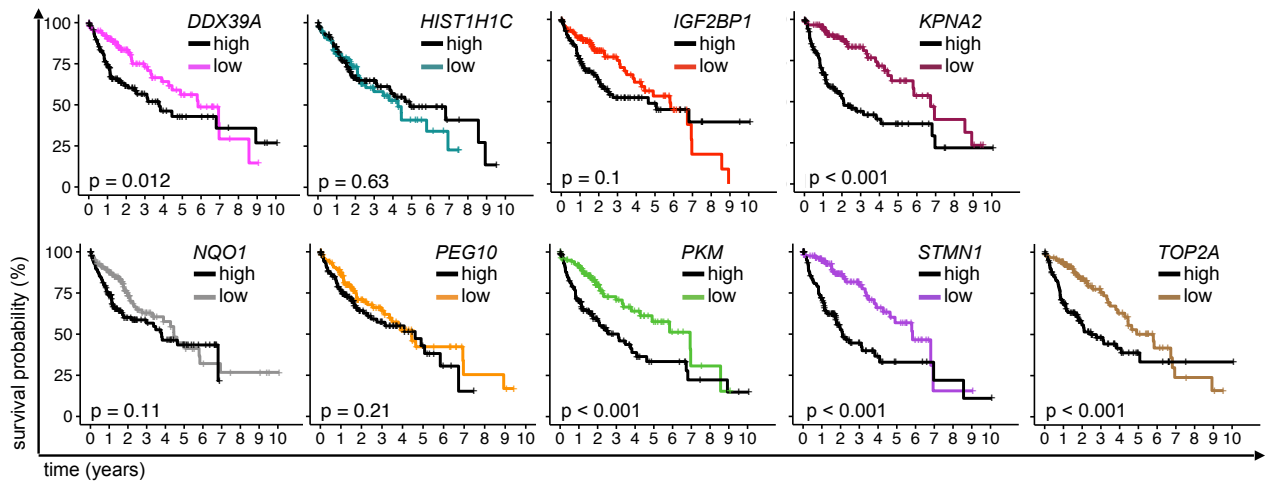 DDX39A
high
low
100
75
50
25
0
p = 0.012
0 1 2 3 4 5 6 7 8 9 10
HIST1H1C
high
low
p = 0.63
0 1 2 3 4 5 6 7 8 9 10
IGF2BP1
high
low
p = 0.1
0 1 2 3 4 5 6 7 8 9 10
KPNA2
high
low
p < 0.001
0 1 2 3 4 5 6 7 8 9 10
survival probability (%)
NQO1
high
low
100
75
50
25
0
p = 0.11
0 1 2 3 4 5 6 7 8 9 10
PEG10
high
low
p = 0.21
0 1 2 3 4 5 6 7 8 9 10
PKM
high
low
p < 0.001
0 1 2 3 4 5 6 7 8 9 10
STMN1
high
low
p < 0.001
0 1 2 3 4 5 6 7 8 9 10
TOP2A
high
low
p < 0.001
0 1 2 3 4 5 6 7 8 9 10
time (years)